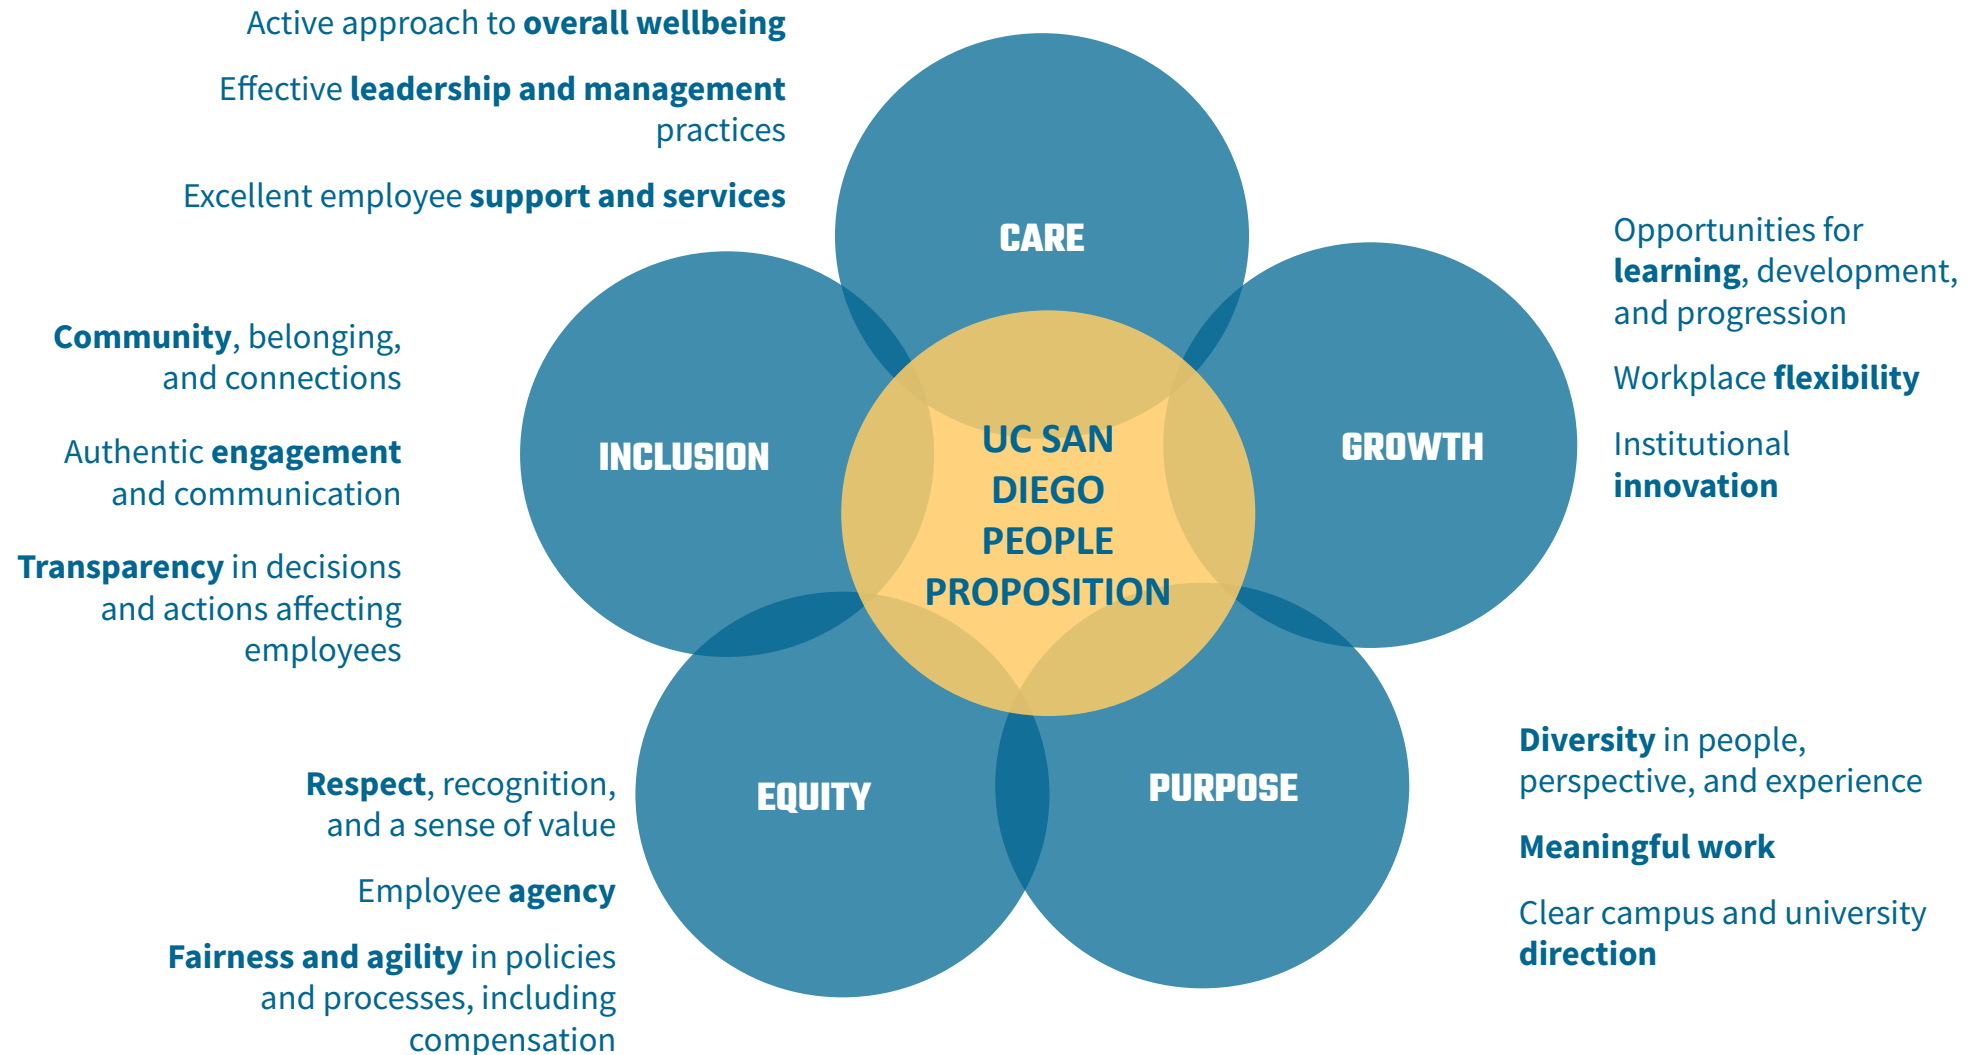 Active approach to overall wellbeing
Effective leadership and management
practices
Excellent employee support and services
CARE
Opportunities for
learning, development,
and progression
Workplace flexibility
Institutional
innovation
GROWTH
Community, belonging,
and connections
Authentic engagement
and communication
Transparency in decisions
and actions affecting
employees
INCLUSION
UC SAN
DIEGO
PEOPLE
PROPOSITION
Respect, recognition,
and a sense of value
Employee agency
Fairness and agility in policies
and processes, including
compensation
EQUITY
PURPOSE
Diversity in people,
perspective, and experience
Meaningful work
Clear campus and university
direction